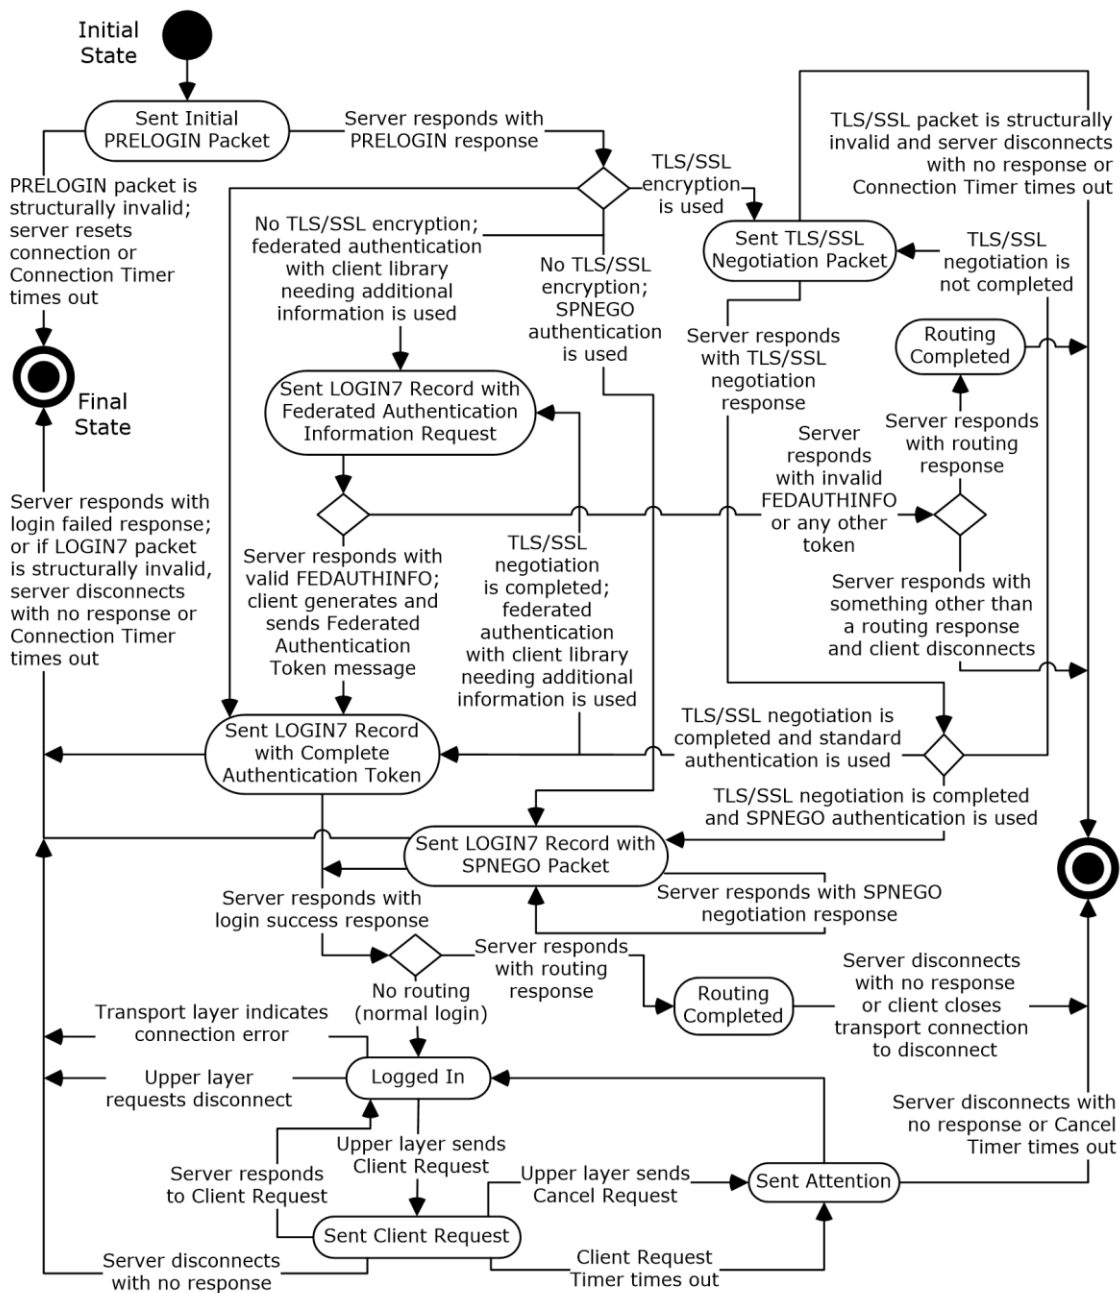 Initial
State
Sent Initial
PRELOGIN Packet
Server responds with
PRELOGIN response
TLS/SSL packet is structurally
invalid and server disconnects
with no response or
Connection Timer times out
PRELOGIN packet is
structurally invalid;
server resets
connection or
Connection Timer
times out
TLS/SSL
encryption
is used
No TLS/SSL encryption;
federated authentication
with client library
needing additional
information is used
No TLS/SSL
encryption;
SPNEGO
authentication
is used
Sent TLS/SSL
Negotiation Packet
TLS/SSL
negotiation is
not completed
Server responds
with TLS/SSL
negotiation
response
Routing
Completed
Final
State
Sent LOGIN7 Record with
Federated Authentication
Information Request
Server responds
with routing
response
Server
responds
with invalid
FEDAUTHINFO
or any other
token
Server responds with
login failed response;
or if LOGIN7 packet
is structurally invalid,
server disconnects
with no response or
Connection Timer
times out
Server responds with
valid FEDAUTHINFO;
client generates and
sends Federated
Authentication
Token message
TLS/SSL
negotiation
is completed;
federated
authentication
with client library
needing additional
information is used
Server responds with
something other than
a routing response
and client disconnects
Sent LOGIN7 Record
with Complete
Authentication Token
TLS/SSL negotiation is
completed and standard
authentication is used
TLS/SSL negotiation is completed
and SPNEGO authentication is used
Sent LOGIN7 Record with
SPNEGO Packet
Server responds with SPNEGO
negotiation response
Server responds with
login success response
Server responds
with routing
response
No routing
(normal login)
Routing
Completed
Server disconnects
with no response
or client closes
transport connection
to disconnect
Transport layer indicates
connection error
Logged In
Upper layer
requests disconnect
Server disconnects with
no response or Cancel
Timer times out
Upper layer sends
Client Request
Server responds
to Client Request
Upper layer sends
Cancel Request
Sent Attention
Sent Client Request
Server disconnects
with no response
Client Request
Timer times out